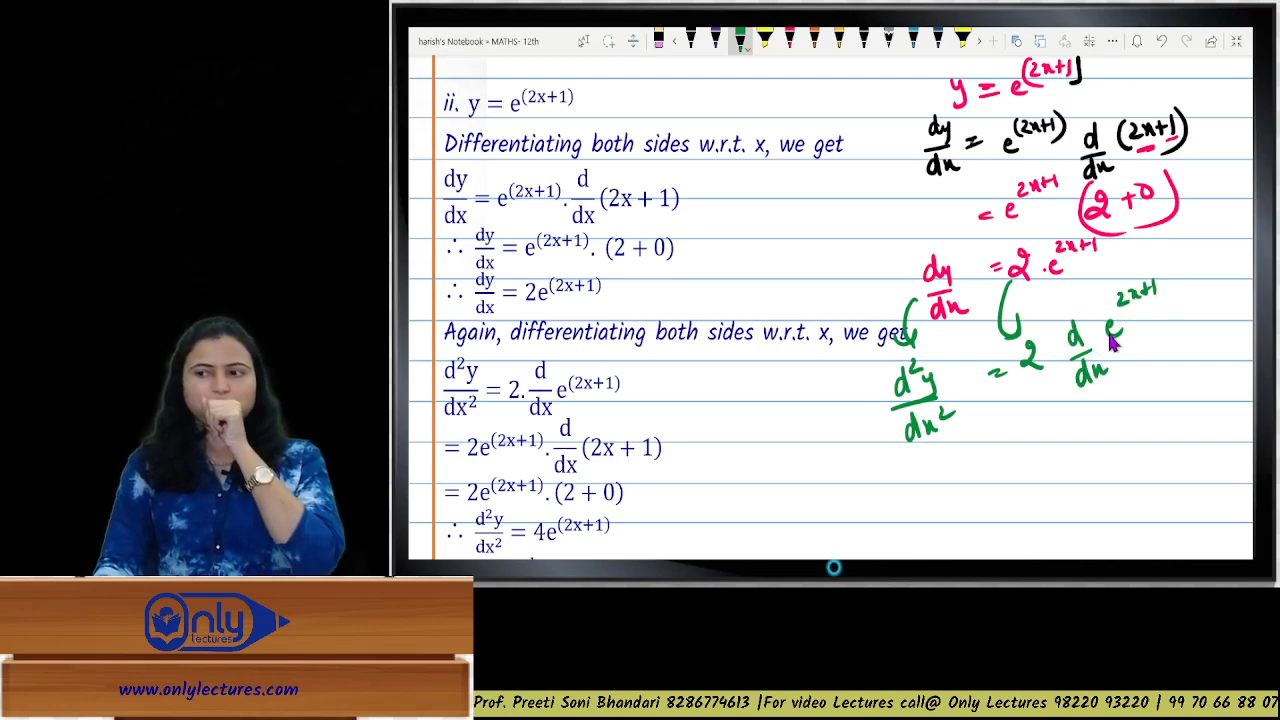 harish's Notebook » MATHS- 12th
ii. y = e^(2x+1)
Differentiating both sides w.r.t. x, we get
dy/dx = e^(2x+1). d/dx (2x + 1)
∴ dy/dx = e^(2x+1). (2 + 0)
∴ dy/dx = 2e^(2x+1)
Again, differentiating both sides w.r.t. x, we get
d²y/dx² = 2. d/dx e^(2x+1)
= 2e^(2x+1). d/dx (2x + 1)
= 2e^(2x+1). (2 + 0)
∴ d²y/dx² = 4e^(2x+1)
y = e^(2x+1)
dy/dx = e^(2x+1) d/dx (2x+1)
= e^2x+1 (2+0)
dy/dx = 2.e^2x+1
d²y/dx² = 2 d/dx e^2x+1
Only
lectures
www.onlylectures.com
Prof. Preeti Soni Bhandari 8286774613 |For video Lectures call@ Only Lectures 98220 93220 | 99 70 66 88 07